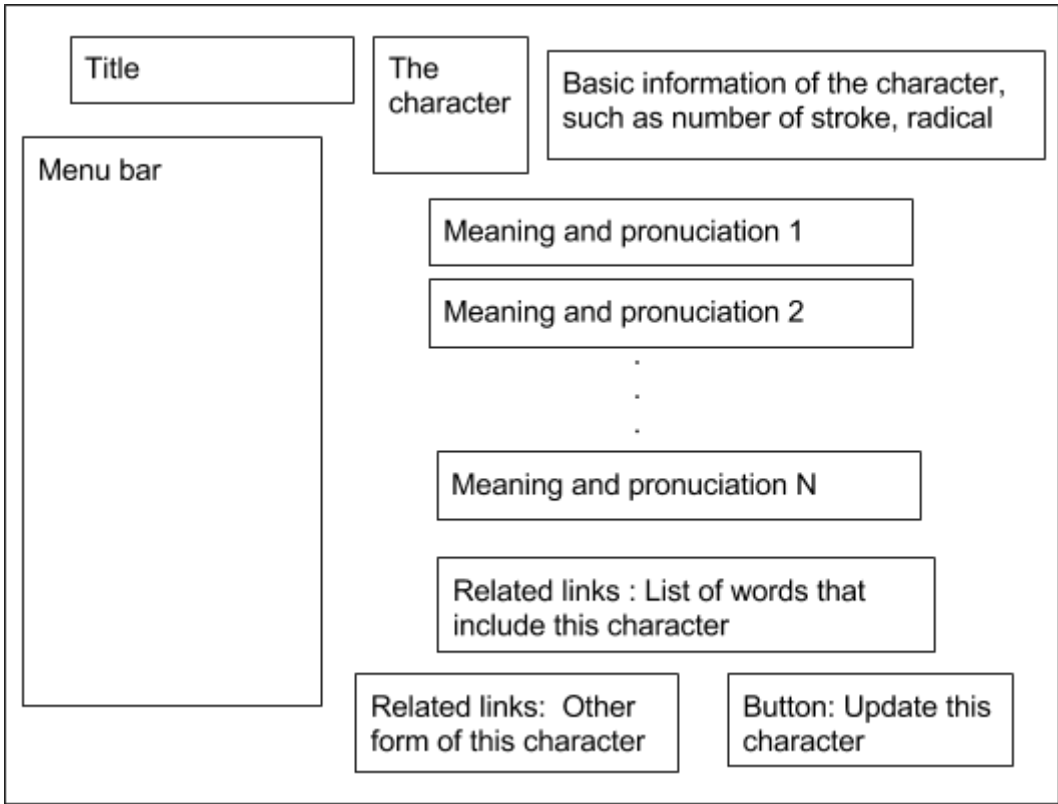 Title
The
character
Basic information of the character,
such as number of stroke, radical
Menu bar
Meaning and pronuciation 1
Meaning and pronuciation 2
.
.
.
Meaning and pronuciation N
Related links : List of words that
include this character
Related links:  Other
form of this character
Button: Update this
character